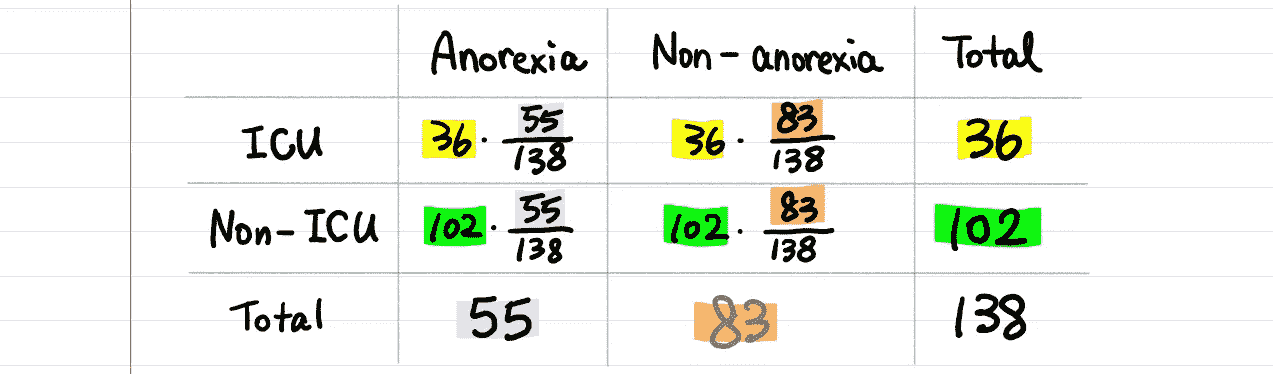 Anorexia Non-anorexia Total
ICU 36 · 55/138 36 · 83/138 36
Non-ICU 102 · 55/138 102 · 83/138 102
Total 55 83 138